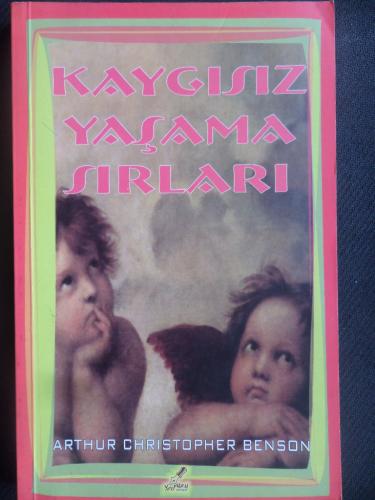 KAYGISIZ
YAŞAMA
SIRLARI
ARTHUR CHRISTOPHER BENSON